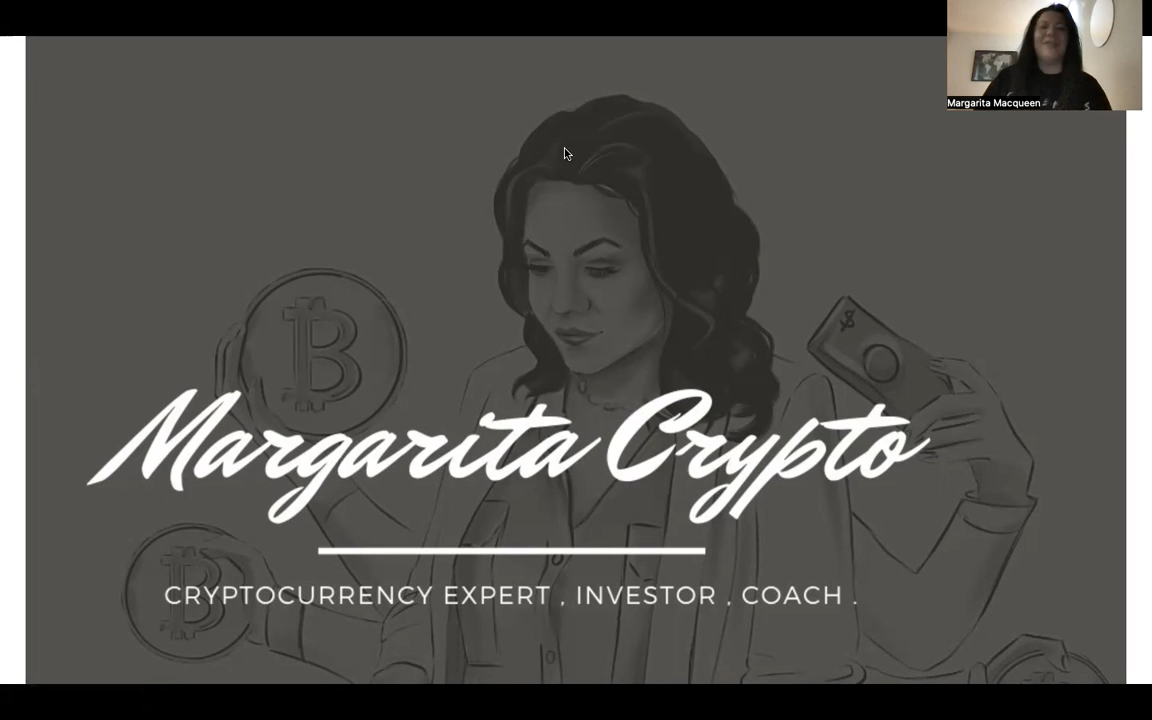 Margarita Macqueen
Margarita Crypto
CRYPTOCURRENCY EXPERT , INVESTOR , COACH .